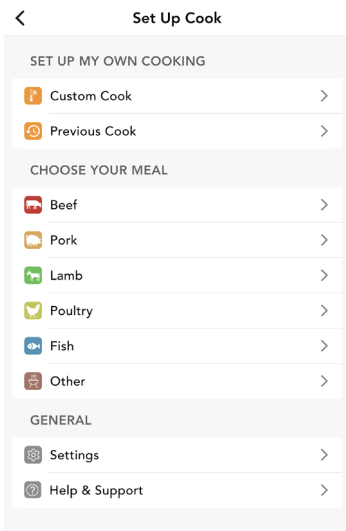 Set Up Cook
SET UP MY OWN COOKING
Custom Cook
Previous Cook
CHOOSE YOUR MEAL
Beef
Pork
Lamb
Poultry
Fish
Other
GENERAL
Settings
Help & Support